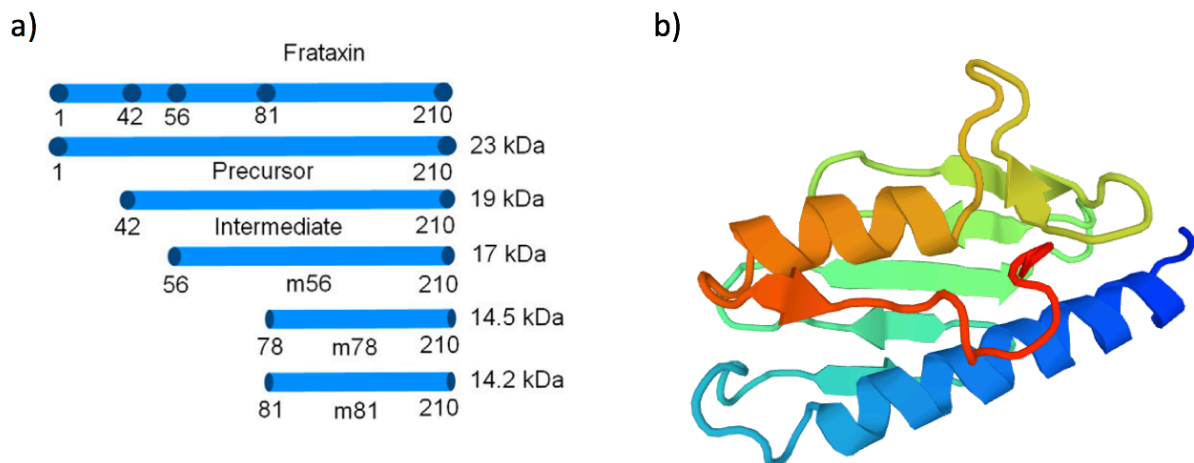 a)
b)
Frataxin
1 42 56 81 210
1 210 23 kDa
Precursor
42 210 19 kDa
Intermediate
56 m56 210 17 kDa
78 m78 210 14.5 kDa
81 m81 210 14.2 kDa